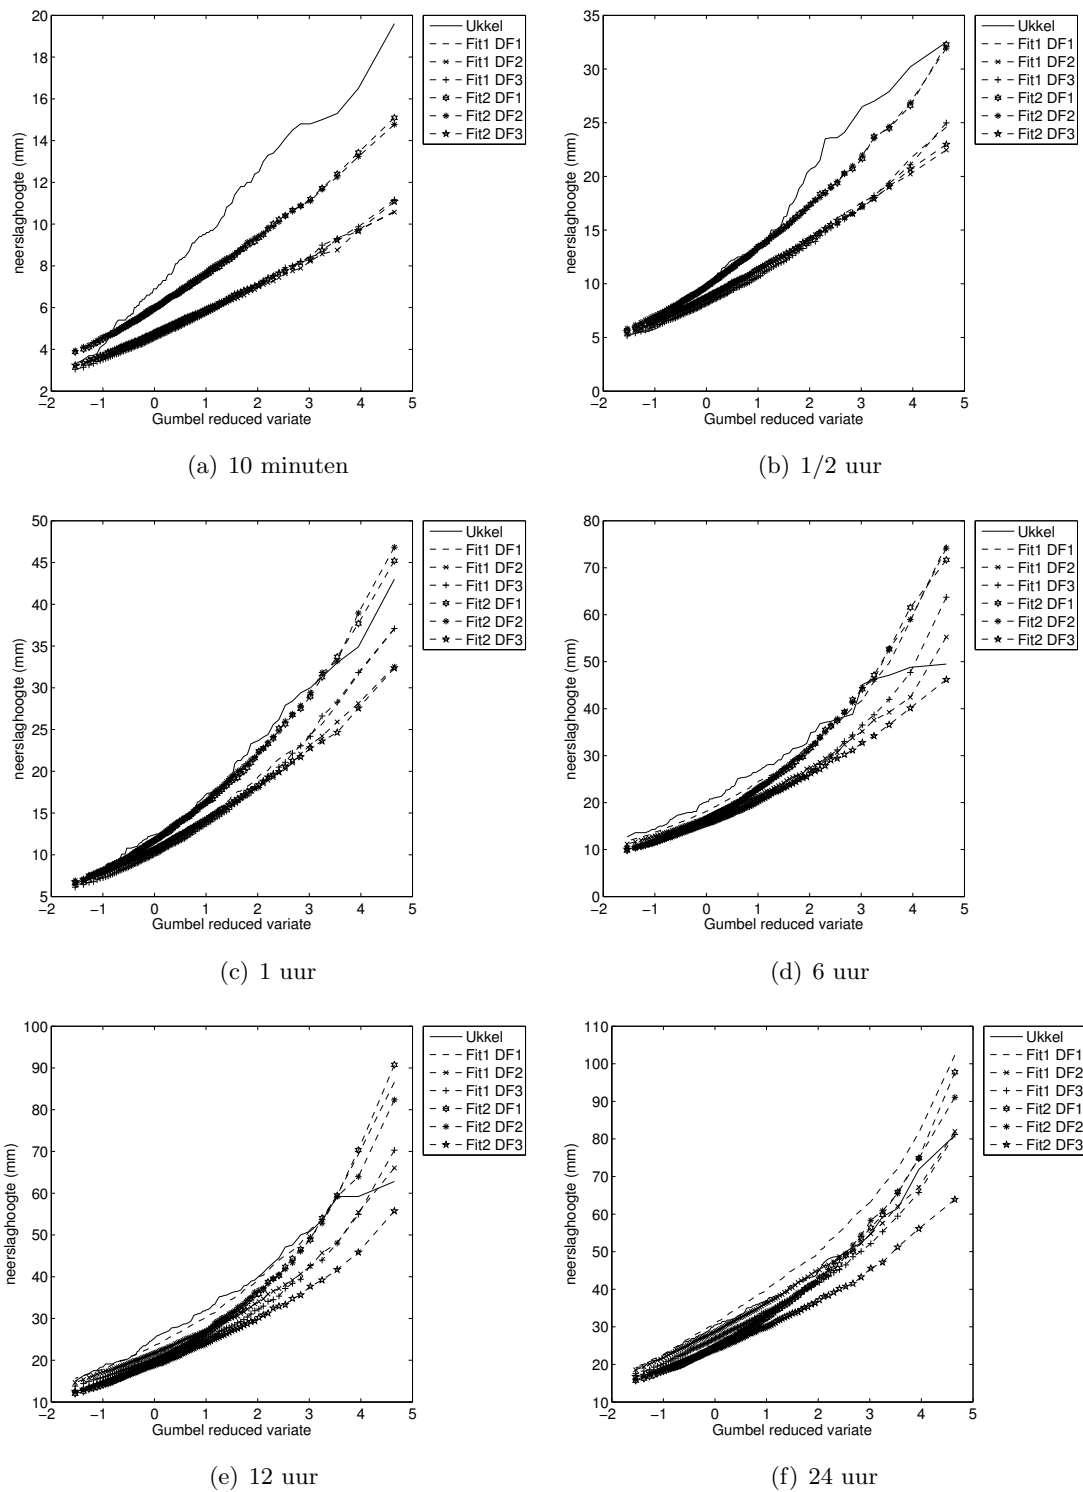 20
18
16
14
12
10
8
6
4
2
neerslaghoogte (mm)
−2 −1 0 1 2 3 4 5
Gumbel reduced variate
Ukkel
Fit1 DF1
Fit1 DF2
Fit1 DF3
Fit2 DF1
Fit2 DF2
Fit2 DF3
(a) 10 minuten
35
30
25
20
15
10
5
0
neerslaghoogte (mm)
−2 −1 0 1 2 3 4 5
Gumbel reduced variate
Ukkel
Fit1 DF1
Fit1 DF2
Fit1 DF3
Fit2 DF1
Fit2 DF2
Fit2 DF3
(b) 1/2 uur
50
45
40
35
30
25
20
15
10
5
neerslaghoogte (mm)
−2 −1 0 1 2 3 4 5
Gumbel reduced variate
Ukkel
Fit1 DF1
Fit1 DF2
Fit1 DF3
Fit2 DF1
Fit2 DF2
Fit2 DF3
(c) 1 uur
80
70
60
50
40
30
20
10
0
neerslaghoogte (mm)
−2 −1 0 1 2 3 4 5
Gumbel reduced variate
Ukkel
Fit1 DF1
Fit1 DF2
Fit1 DF3
Fit2 DF1
Fit2 DF2
Fit2 DF3
(d) 6 uur
100
90
80
70
60
50
40
30
20
10
neerslaghoogte (mm)
−2 −1 0 1 2 3 4 5
Gumbel reduced variate
Ukkel
Fit1 DF1
Fit1 DF2
Fit1 DF3
Fit2 DF1
Fit2 DF2
Fit2 DF3
(e) 12 uur
110
100
90
80
70
60
50
40
30
20
10
neerslaghoogte (mm)
−2 −1 0 1 2 3 4 5
Gumbel reduced variate
Ukkel
Fit1 DF1
Fit1 DF2
Fit1 DF3
Fit2 DF1
Fit2 DF2
Fit2 DF3
(f) 24 uur